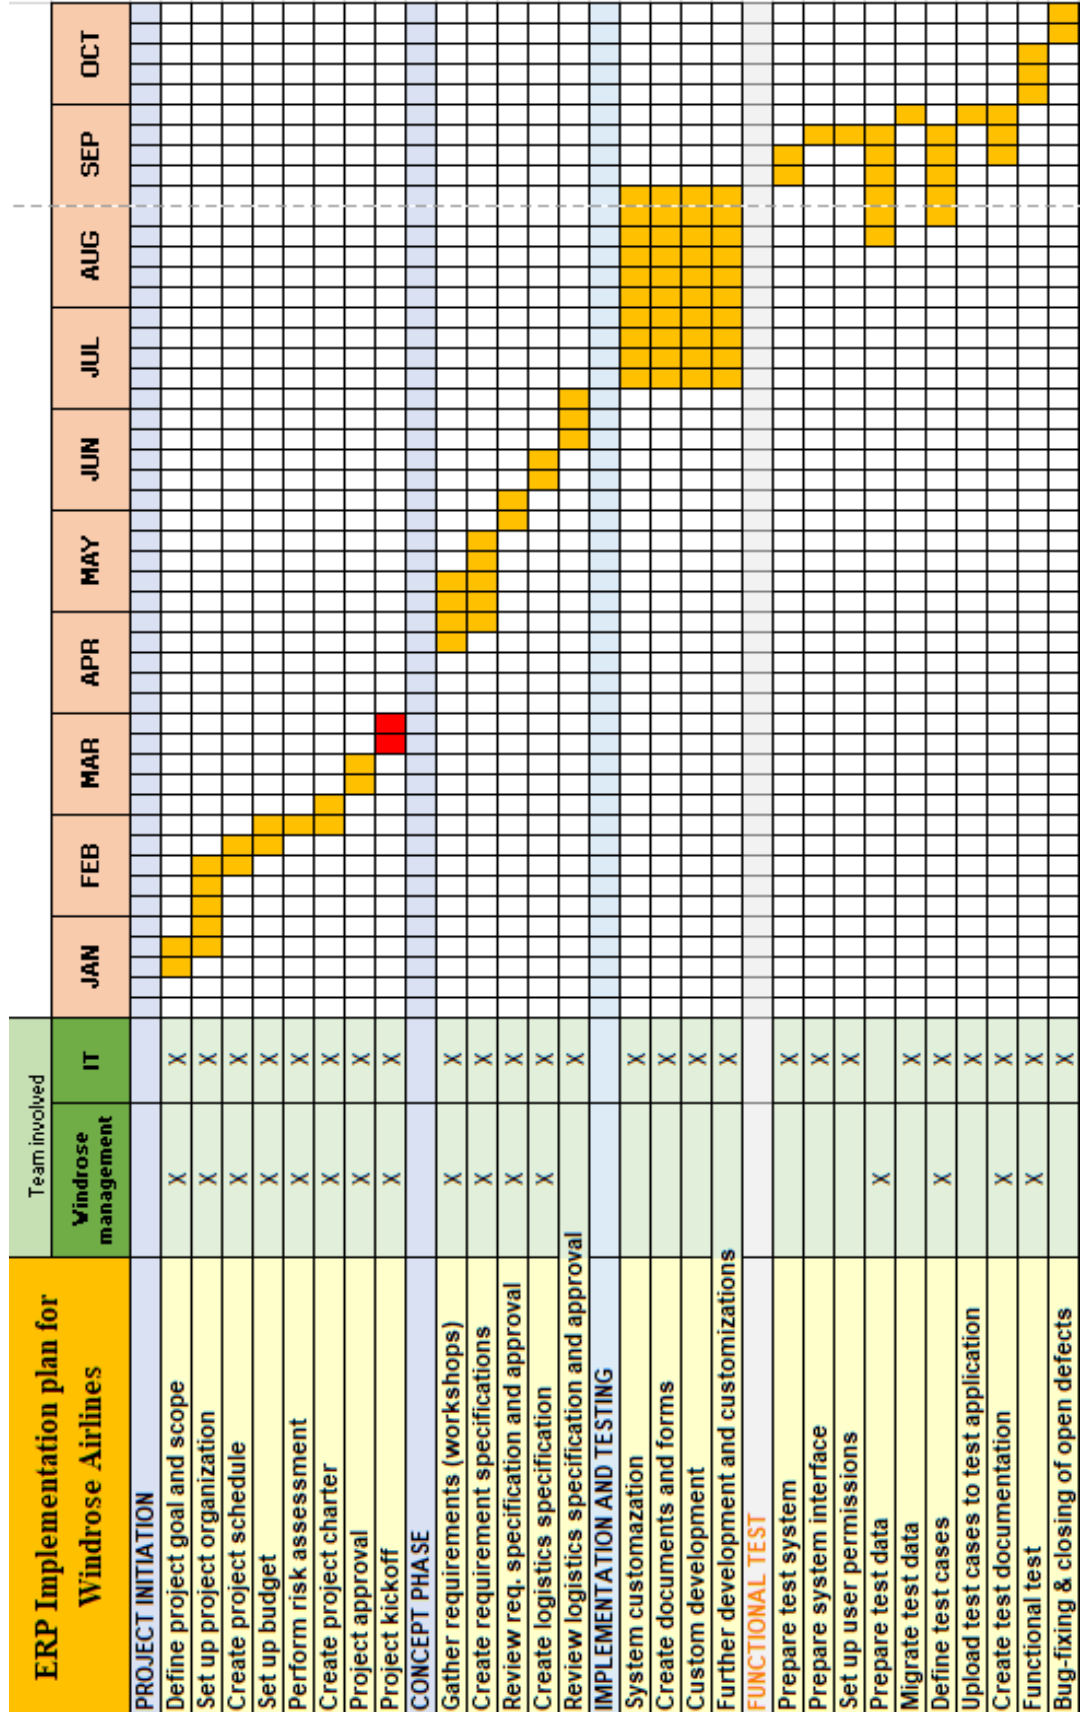 ERP Implementation plan for
Windrose Airlines
Team involved
Windrose
management
IT
JAN
FEB
MAR
APR
MAY
JUN
JUL
AUG
SEP
OCT
PROJECT INITIATION
Define project goal and scope X X
Set up project organization X X
Create project schedule X X
Set up budget X X
Perform risk assessment X X
Create project charter X X
Project approval X X
Project kickoff X X
CONCEPT PHASE
Gather requirements (workshops) X X
Create requirement specifications X X
Review req. specification and approval X X
Create logistics specification X X
Review logistics specification and approval X
IMPLEMENTATION AND TESTING
System customazation X
Create documents and forms X
Custom development X
Further development and customizations X
FUNCTIONAL TEST
Prepare test system X
Prepare system interface X
Set up user permissions X
Prepare test data X
Migrate test data X
Define test cases X X
Upload test cases to test application X
Create test documentation X X
Functional test X X
Bug-fixing & closing of open defects X